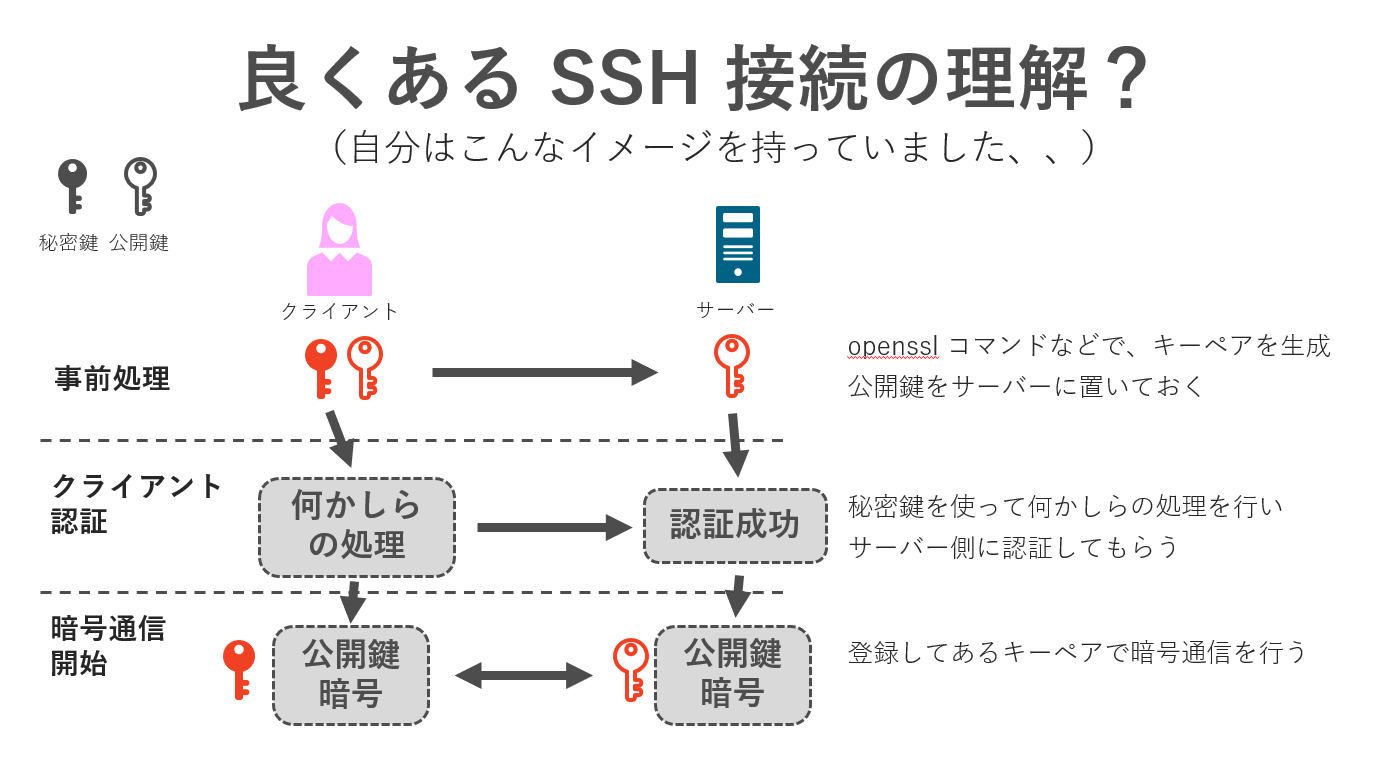 良くある SSH 接続の理解？
（自分はこんなイメージを持っていました、、）
秘密鍵 公開鍵
クライアント
サーバー
事前処理
openssl コマンドなどで、キーペアを生成
公開鍵をサーバーに置いておく
クライアント
認証
何かしら
の処理
認証成功
秘密鍵を使って何かしらの処理を行い
サーバー側に認証してもらう
暗号通信
開始
公開鍵
暗号
公開鍵
暗号
登録してあるキーペアで暗号通信を行う